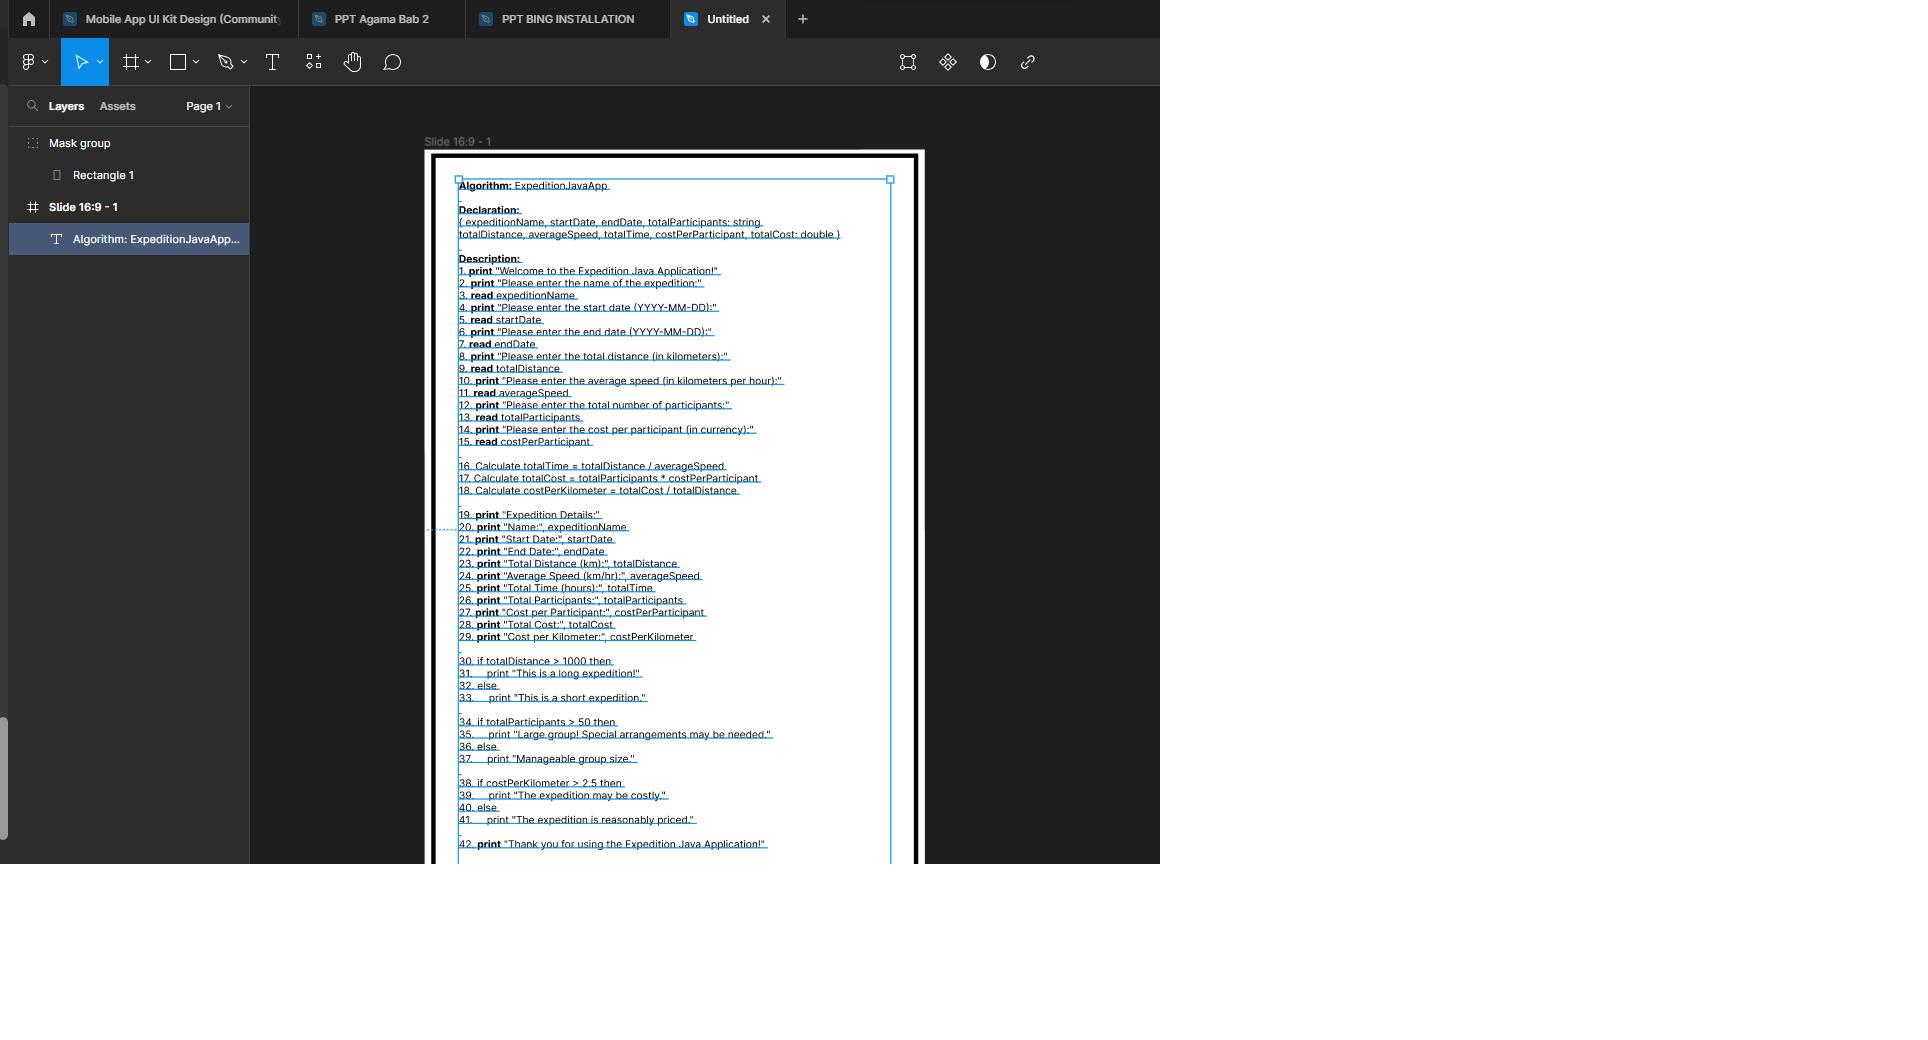 Mobile App UI Kit Design (Communit
PPT Agama Bab 2
PPT BING INSTALLATION
Untitled
Layers
Assets
Page 1
Mask group
Rectangle 1
Slide 16:9 - 1
Algorithm: ExpeditionJavaApp...
Slide 16:9 - 1
Algorithm: ExpeditionJavaApp
Declaration:
{ expeditionName, startDate, endDate, totalParticipants: string
totalDistance, averageSpeed, totalTime, costPerParticipant, totalCost: double }
Description:
1. print "Welcome to the Expedition Java Application!"
2. print "Please enter the name of the expedition:"
3. read expeditionName
4. print "Please enter the start date (YYYY-MM-DD):"
5. read startDate
6. print "Please enter the end date (YYYY-MM-DD):"
7. read endDate
8. print "Please enter the total distance (in kilometers):"
9. read totalDistance
10. print "Please enter the average speed (in kilometers per hour):"
11. read averageSpeed
12. print "Please enter the total number of participants:"
13. read totalParticipants
14. print "Please enter the cost per participant (in currency):"
15. read costPerParticipant
16. Calculate totalTime = totalDistance / averageSpeed
17. Calculate totalCost = totalParticipants * costPerParticipant
18. Calculate costPerKilometer = totalCost / totalDistance
19. print "Expedition Details:"
20. print "Name:", expeditionName
21. print "Start Date:", startDate
22. print "End Date:", endDate
23. print "Total Distance (km):", totalDistance
24. print "Average Speed (km/hr):", averageSpeed
25. print "Total Time (hours):", totalTime
26. print "Total Participants:", totalParticipants
27. print "Cost per Participant:", costPerParticipant
28. print "Total Cost:", totalCost
29. print "Cost per Kilometer:", costPerKilometer
30. if totalDistance > 1000 then
31. print "This is a long expedition!"
32. else
33. print "This is a short expedition."
34. if totalParticipants > 50 then
35. print "Large group! Special arrangements may be needed."
36. else
37. print "Manageable group size."
38. if costPerKilometer > 2.5 then
39. print "The expedition may be costly."
40. else
41. print "The expedition is reasonably priced."
42. print "Thank you for using the Expedition Java Application!"